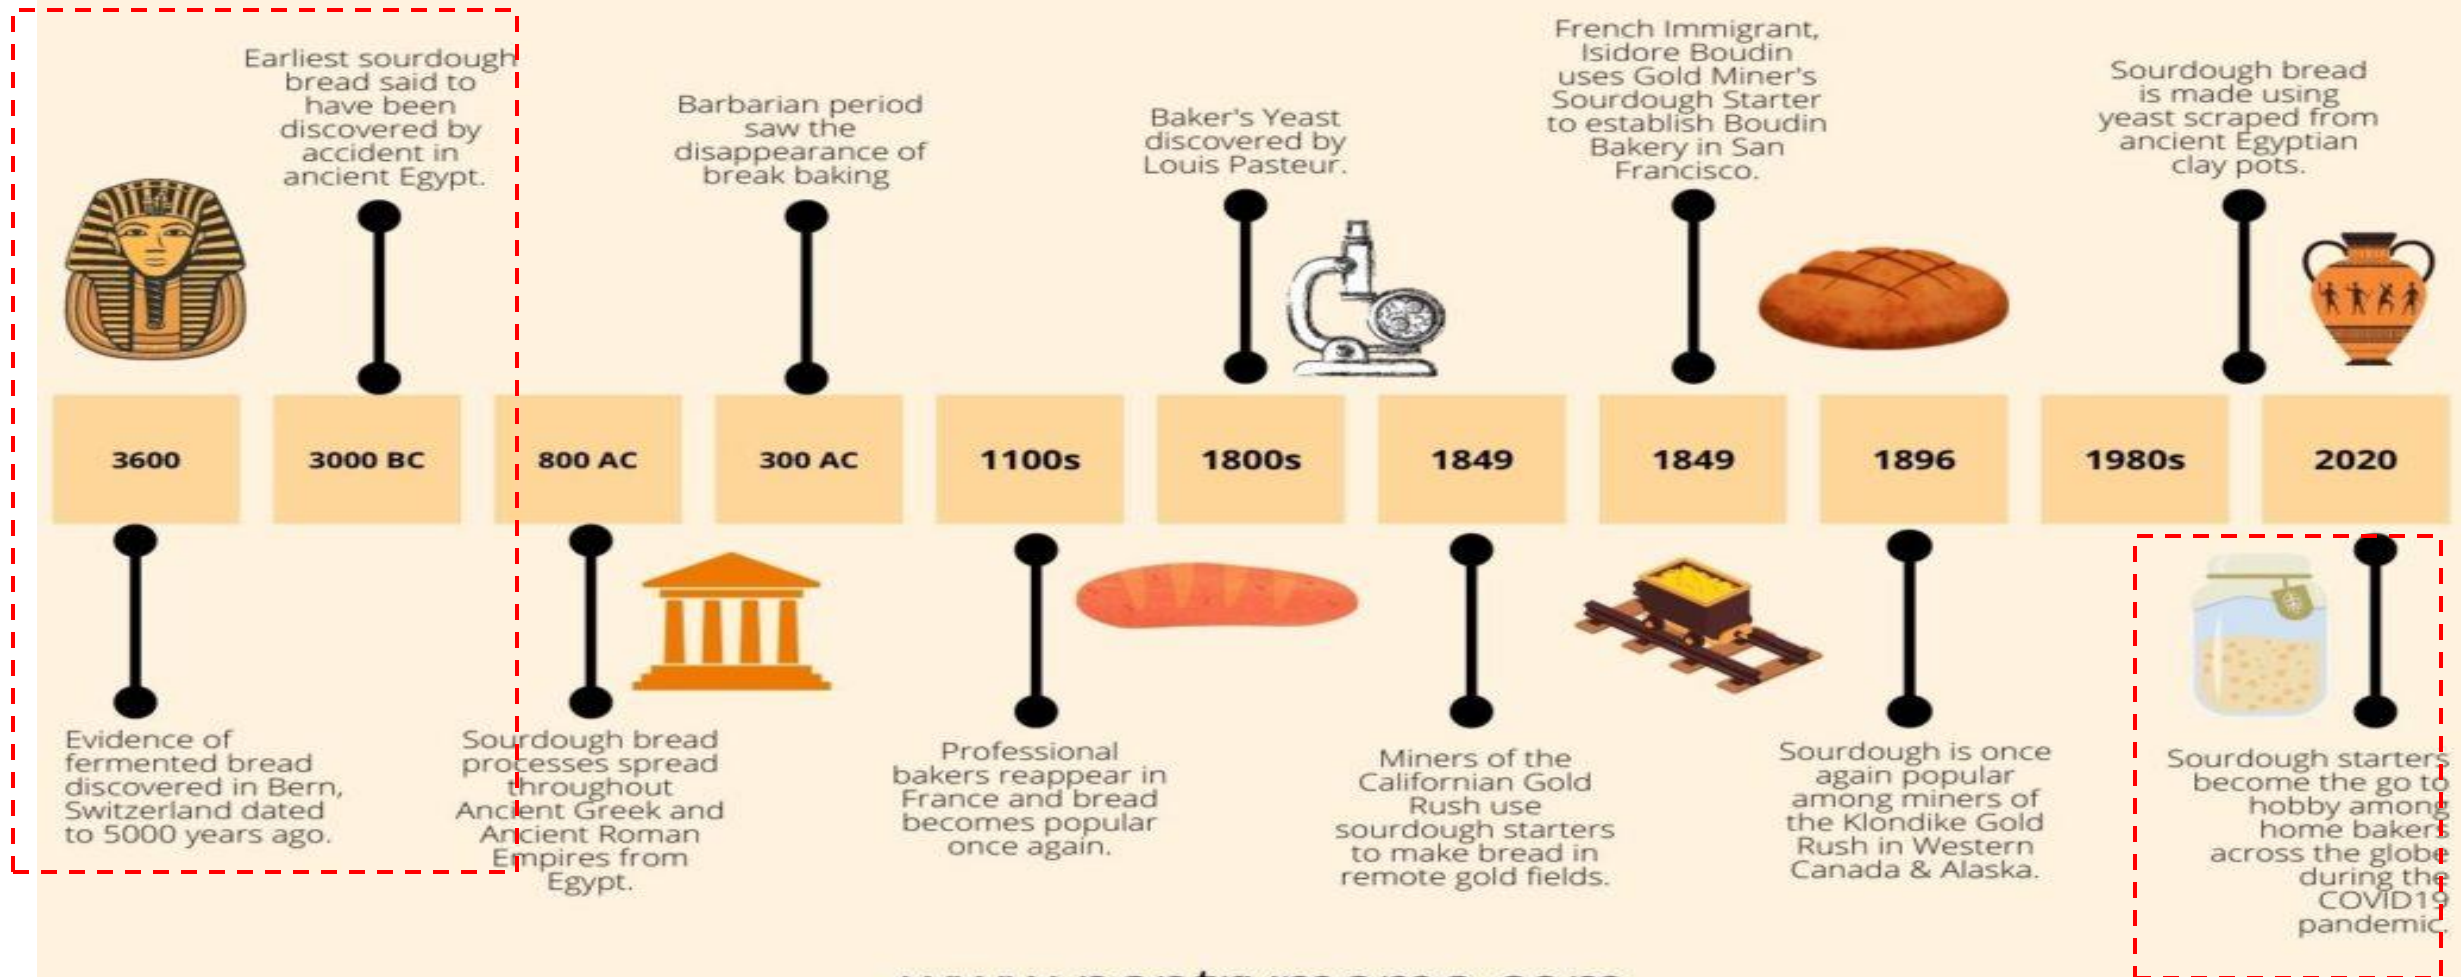 Earliest sourdough
bread said to
have been
discovered by
accident in
ancient Egypt.
Barbarian period
saw the
disappearance of
break baking
Baker's Yeast
discovered by
Louis Pasteur.
French Immigrant,
Isidore Boudin
uses Gold Miner's
Sourdough Starter
to establish Boudin
Bakery in San
Francisco.
Sourdough bread
is made using
yeast scraped from
ancient Egyptian
clay pots.
3600
3000 BC
800 AC
300 AC
1100s
1800s
1849
1849
1896
1980s
2020
Evidence of
fermented bread
discovered in Bern,
Switzerland dated
to 5000 years ago.
Sourdough bread
processes spread
throughout
Ancient Greek and
Ancient Roman
Empires from
Egypt.
Professional
bakers reappear in
France and bread
becomes popular
once again.
Miners of the
Californian Gold
Rush use
sourdough starters
to make bread in
remote gold fields.
Sourdough is once
again popular
among miners of
the Klondike Gold
Rush in Western
Canada & Alaska.
Sourdough starters
become the go to
hobby among
home bakers
across the globe
during the
COVID19
pandemic.